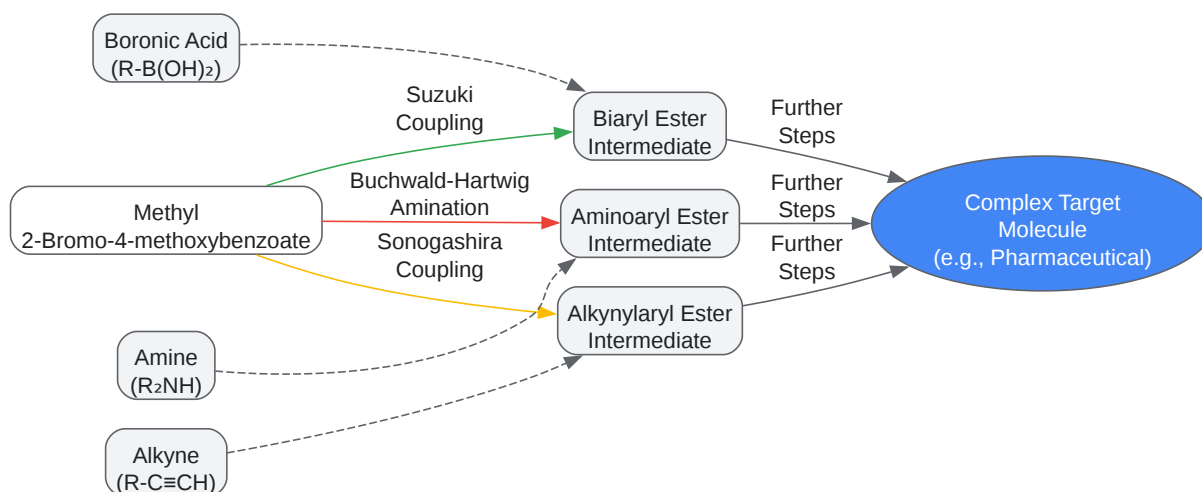 Boronic Acid
(R-B(OH)₂)
Suzuki
Coupling
Biaryl Ester
Intermediate
Further
Steps
Methyl
2-Bromo-4-methoxybenzoate
Buchwald-Hartwig
Amination
Aminoaryl Ester
Intermediate
Further
Steps
Complex Target
Molecule
(e.g., Pharmaceutical)
Sonogashira
Coupling
Alkynylaryl Ester
Intermediate
Further
Steps
Amine
(R₂NH)
Alkyne
(R-C≡CH)